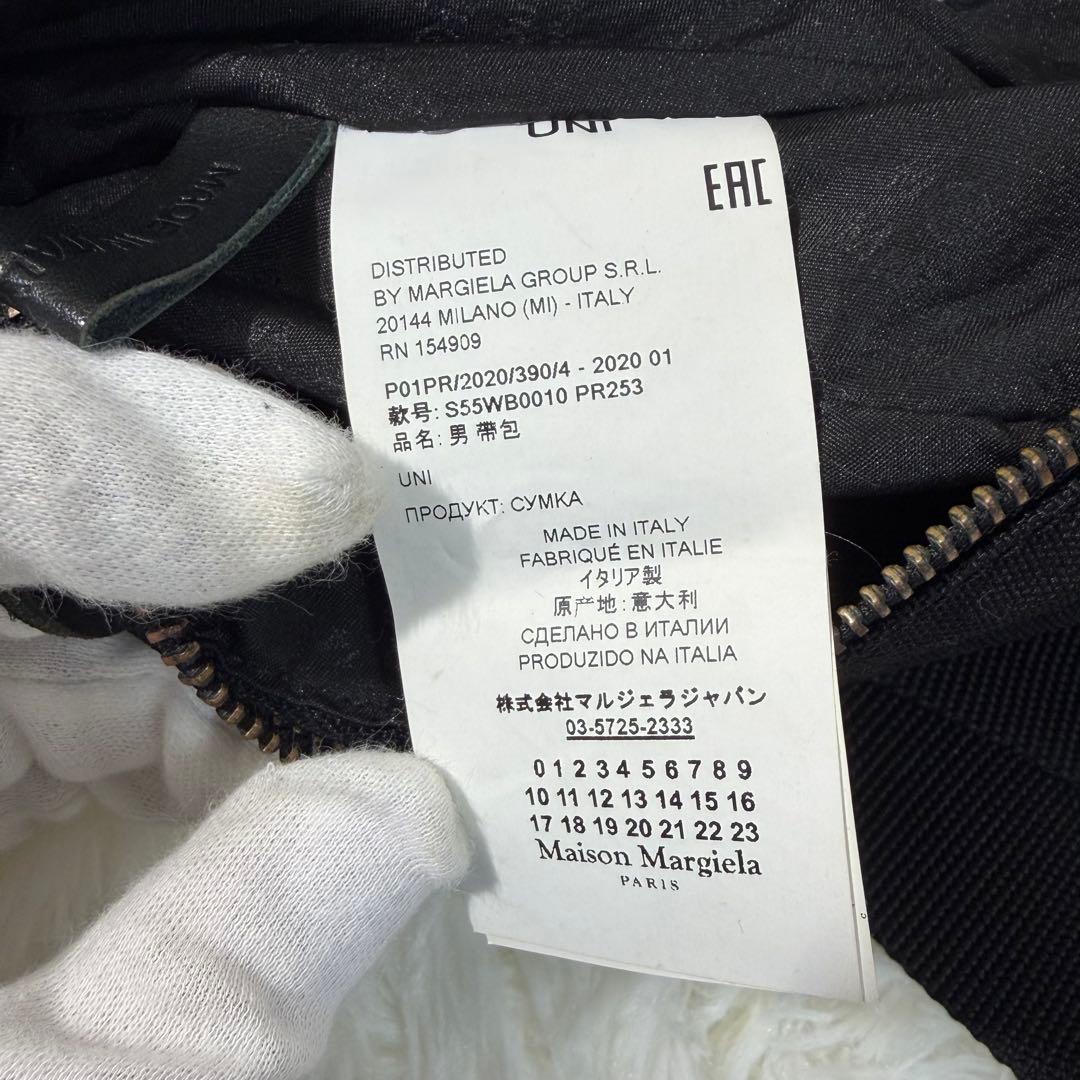 UNI
EAC
DISTRIBUTED
BY MARGIELA GROUP S.R.L.
20144 MILANO (MI) - ITALY
RN 154909
P01PR/2020/390/4 - 2020 01
款号: S55WB0010 PR253
品名: 男 帶包
UNI
ПРОДУКТ: СУМКА
MADE IN ITALY
FABRIQUÉ EN ITALIE
イタリア製
原产地: 意大利
СДЕЛАНО В ИТАЛИИ
PRODUZIDO NA ITALIA
株式会社マルジェラジャパン
03-5725-2333
0 1 2 3 4 5 6 7 8 9
10 11 12 13 14 15 16
17 18 19 20 21 22 23
Maison Margiela
PARIS